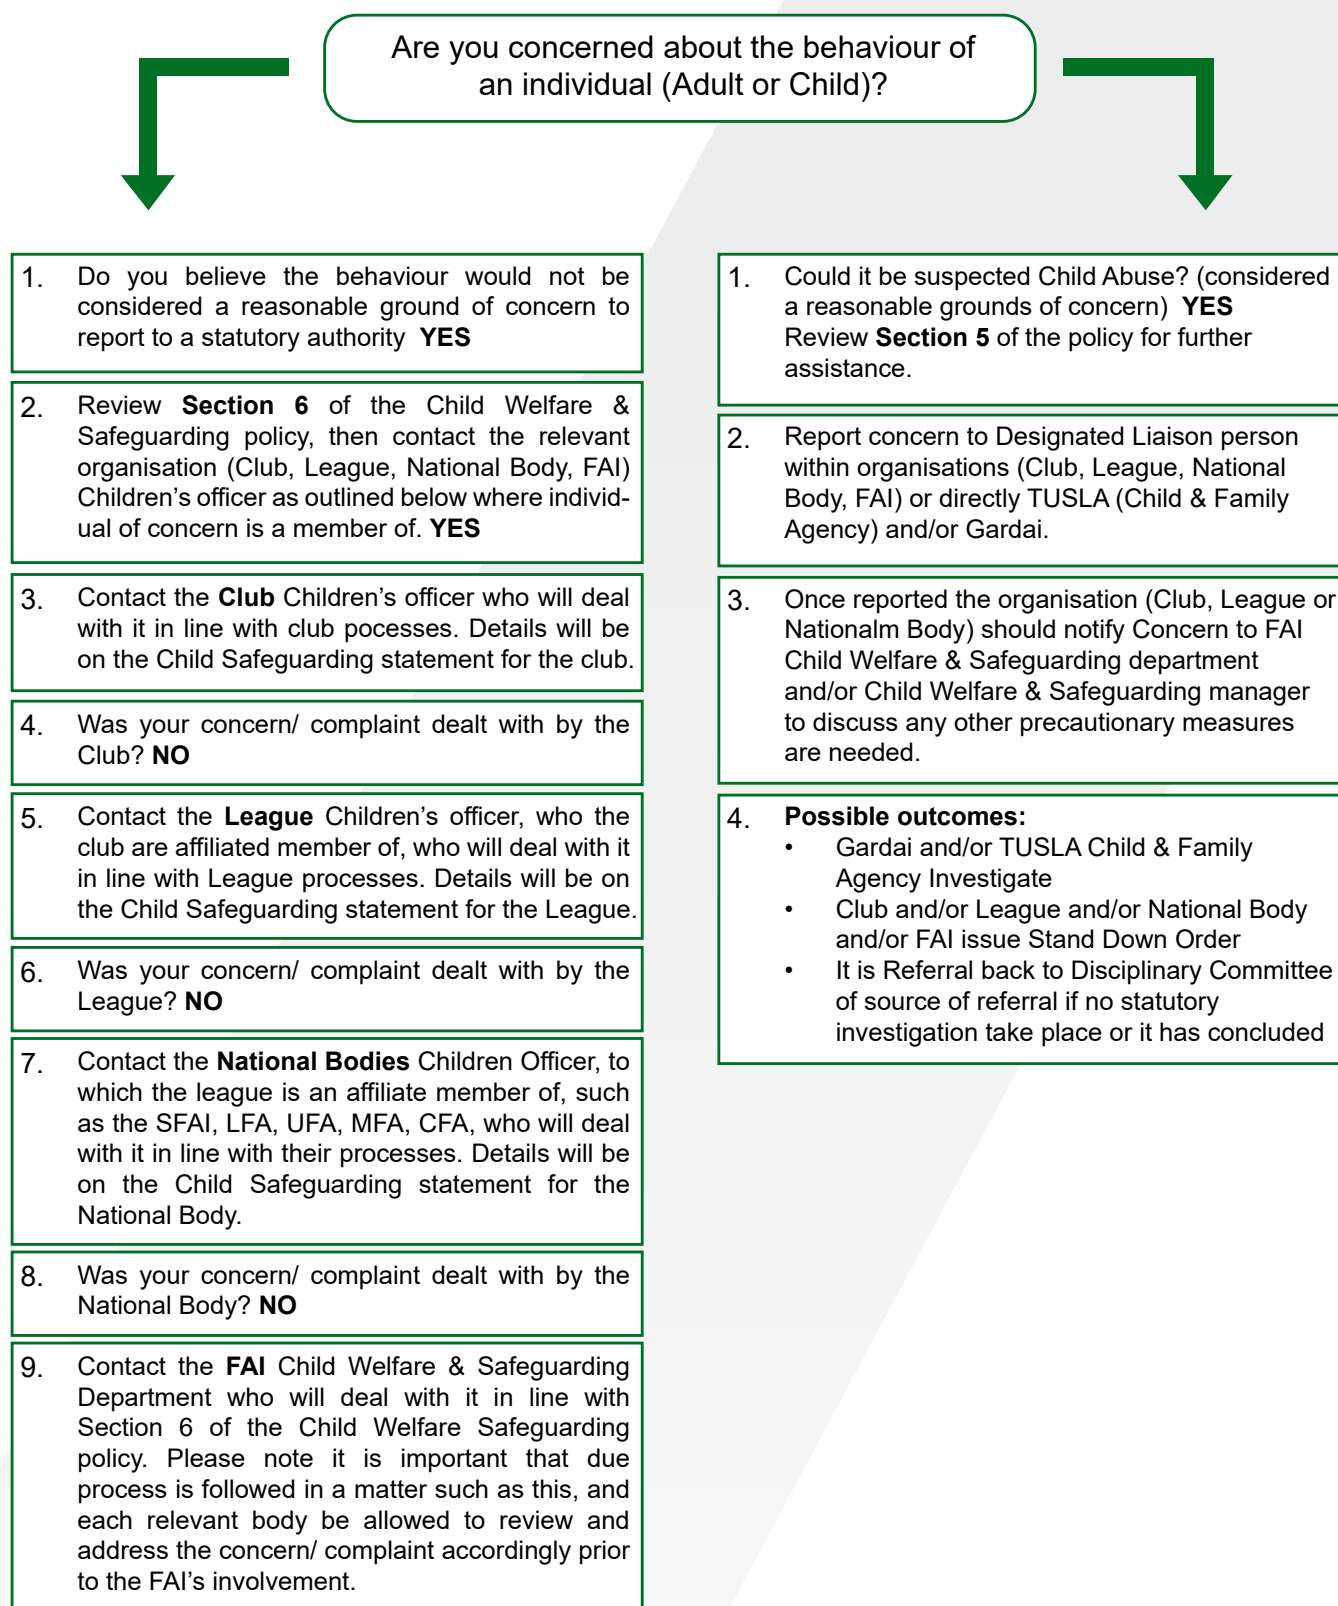 Are you concerned about the behaviour of
an individual (Adult or Child)?
1. Do you believe the behaviour would not be
considered a reasonable ground of concern to
report to a statutory authority YES
2. Review Section 6 of the Child Welfare &
Safeguarding policy, then contact the relevant
organisation (Club, League, National Body, FAI)
Children's officer as outlined below where individ-
ual of concern is a member of. YES
3. Contact the Club Children's officer who will deal
with it in line with club pocesses. Details will be
on the Child Safeguarding statement for the club.
4. Was your concern/ complaint dealt with by the
Club? NO
5. Contact the League Children's officer, who the
club are affiliated member of, who will deal with it
in line with League processes. Details will be on
the Child Safeguarding statement for the League.
6. Was your concern/ complaint dealt with by the
League? NO
7. Contact the National Bodies Children Officer, to
which the league is an affiliate member of, such
as the SFAI, LFA, UFA, MFA, CFA, who will deal
with it in line with their processes. Details will be
on the Child Safeguarding statement for the
National Body.
8. Was your concern/ complaint dealt with by the
National Body? NO
9. Contact the FAI Child Welfare & Safeguarding
Department who will deal with it in line with
Section 6 of the Child Welfare Safeguarding
policy. Please note it is important that due
process is followed in a matter such as this, and
each relevant body be allowed to review and
address the concern/ complaint accordingly prior
to the FAI's involvement.
1. Could it be suspected Child Abuse? (considered
a reasonable grounds of concern) YES
Review Section 5 of the policy for further
assistance.
2. Report concern to Designated Liaison person
within organisations (Club, League, National
Body, FAI) or directly TUSLA (Child & Family
Agency) and/or Gardai.
3. Once reported the organisation (Club, League or
Nationalm Body) should notify Concern to FAI
Child Welfare & Safeguarding department
and/or Child Welfare & Safeguarding manager
to discuss any other precautionary measures
are needed.
4. Possible outcomes:
• Gardai and/or TUSLA Child & Family
Agency Investigate
• Club and/or League and/or National Body
and/or FAI issue Stand Down Order
• It is Referral back to Disciplinary Committee
of source of referral if no statutory
investigation take place or it has concluded